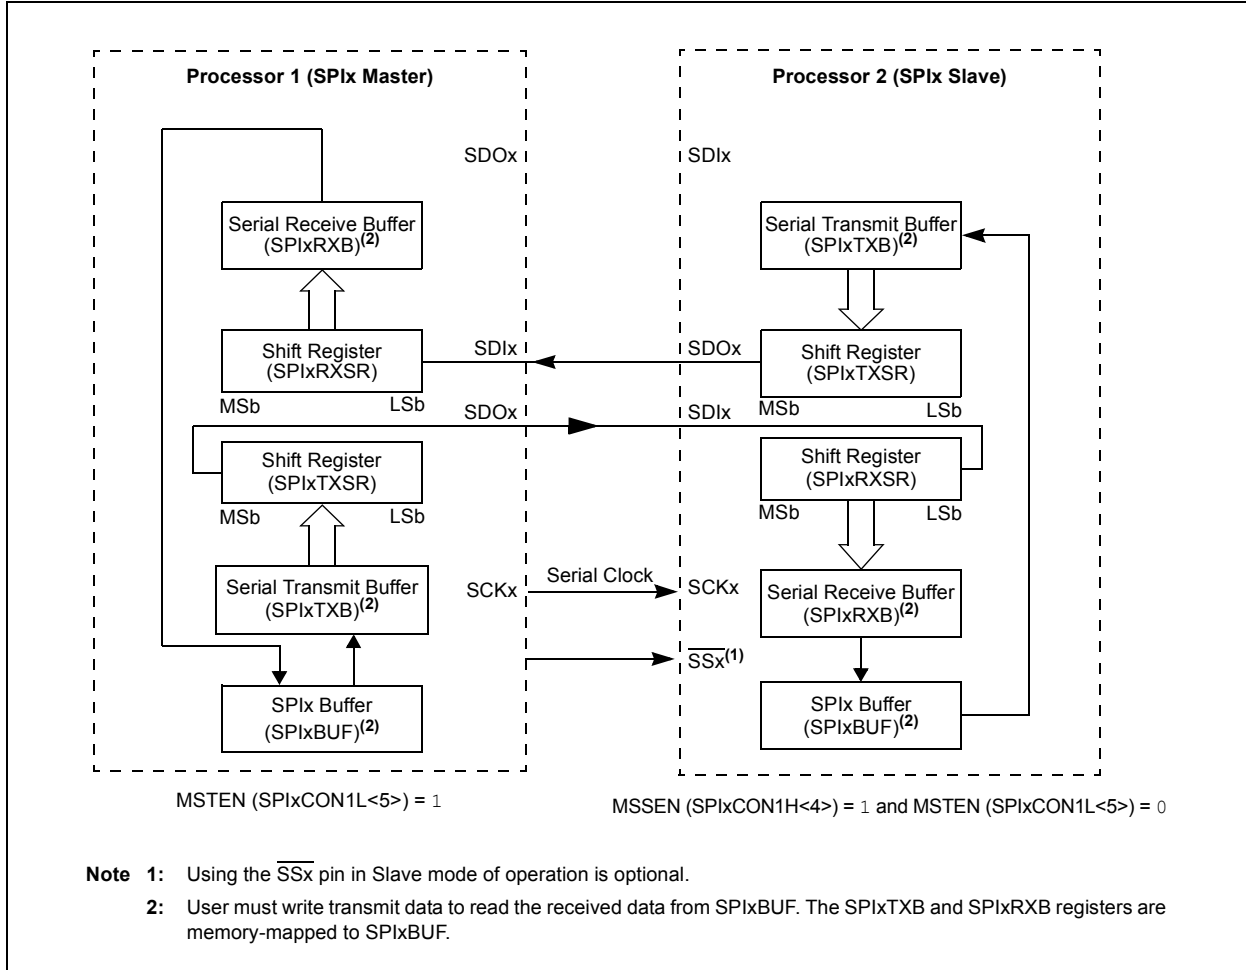 Processor 1 (SPIx Master)
SDOx
Serial Receive Buffer
(SPIxRXB)(2)
Shift Register
(SPIxRXSR)
SDIx
MSb
LSb
SDOx
Shift Register
(SPIxTXSR)
MSb
LSb
Serial Transmit Buffer
(SPIxTXB)(2)
SCKx
SPIx Buffer
(SPIxBUF)(2)
MSTEN (SPIxCON1L<5>) = 1
Serial Clock
Processor 2 (SPIx Slave)
SDIx
Serial Transmit Buffer
(SPIxTXB)(2)
SDOx
Shift Register
(SPIxTXSR)
MSb
LSb
SDIx
Shift Register
(SPIxRXSR)
MSb
LSb
SCKx
Serial Receive Buffer
(SPIxRXB)(2)
SSx(1)
SPIx Buffer
(SPIxBUF)(2)
MSSEN (SPIxCON1H<4>) = 1 and MSTEN (SPIxCON1L<5>) = 0
Note 1: Using the SSx pin in Slave mode of operation is optional.
2: User must write transmit data to read the received data from SPIxBUF. The SPIxTXB and SPIxRXB registers are
memory-mapped to SPIxBUF.